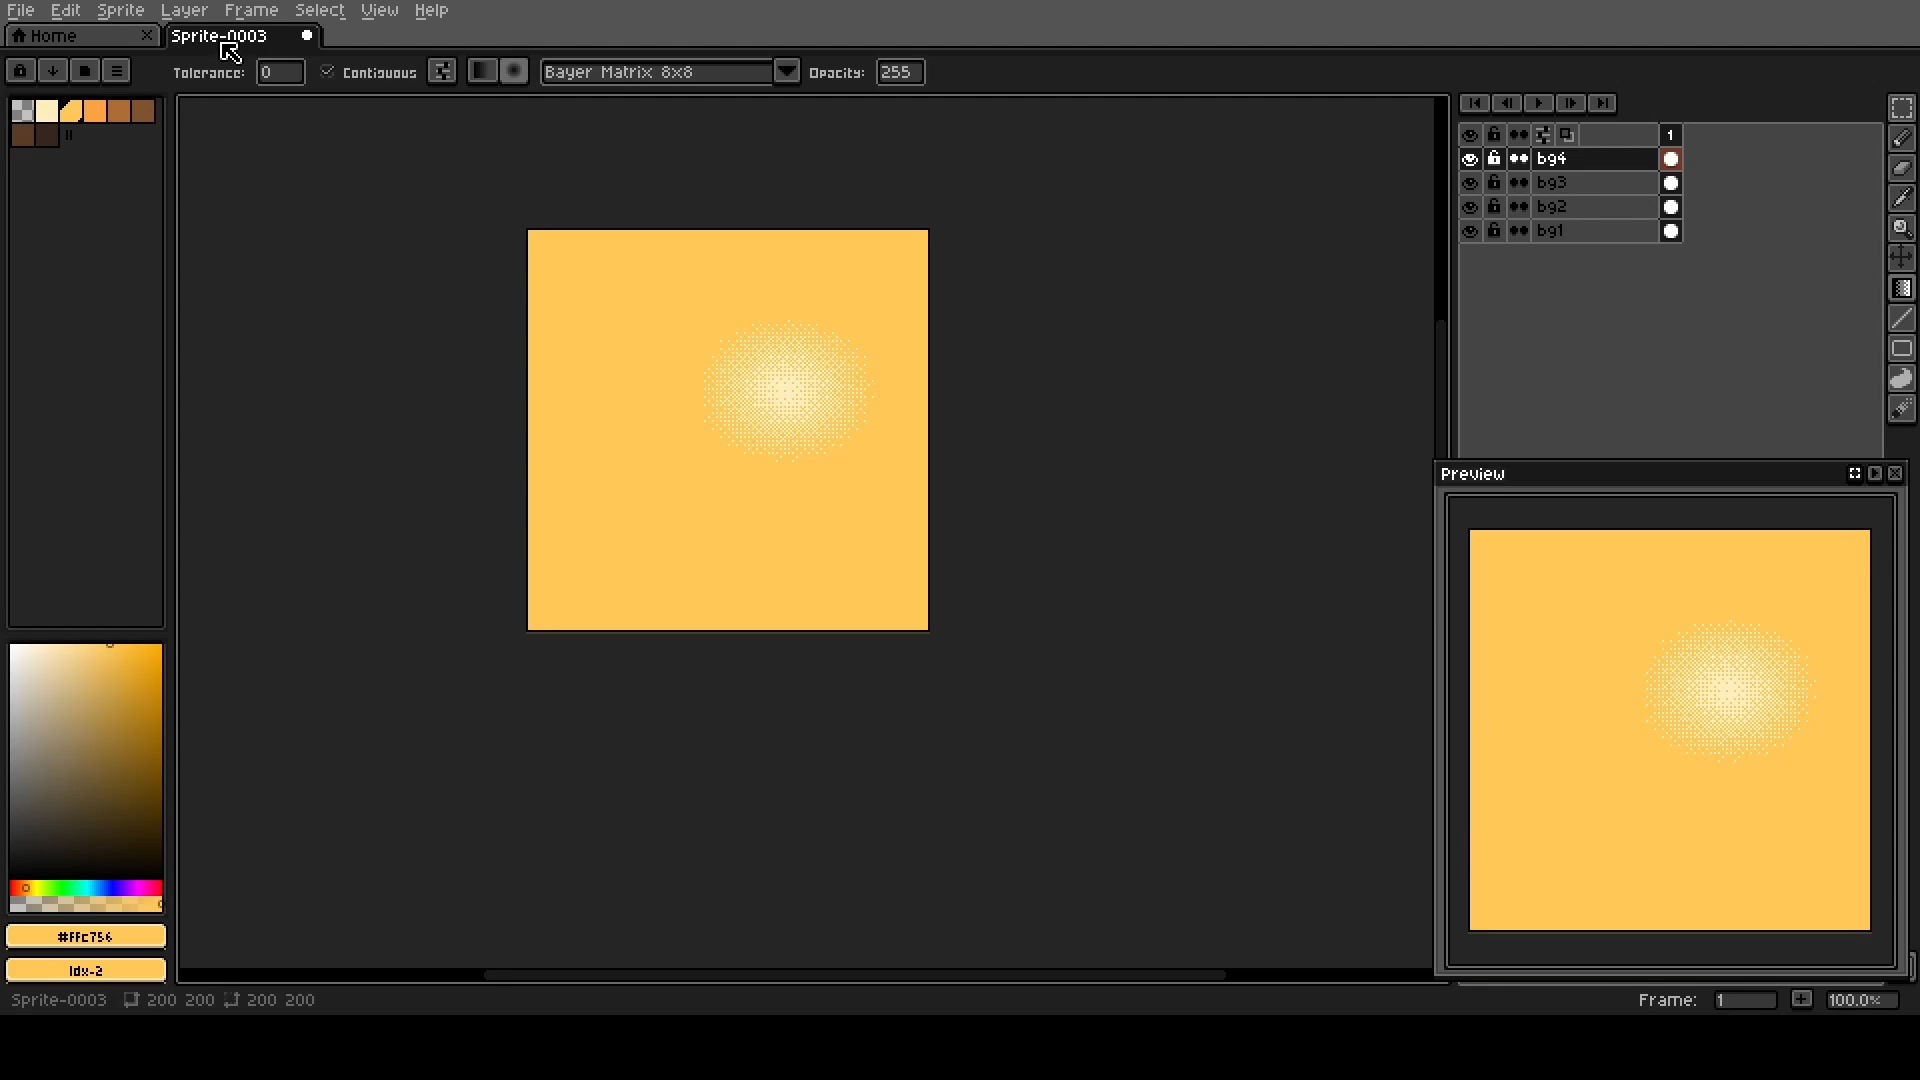 File Edit Sprite Layer Frame Select View Help
Home Sprite-0003
Tolerance: 0 Contiguous Bayer Matrix 8x8 Opacity: 255
1
bg4
bg3
bg2
bg1
Preview
#ffc756
Idx-2
Sprite-0003 200 200 200 200 Frame: 1 100.0%